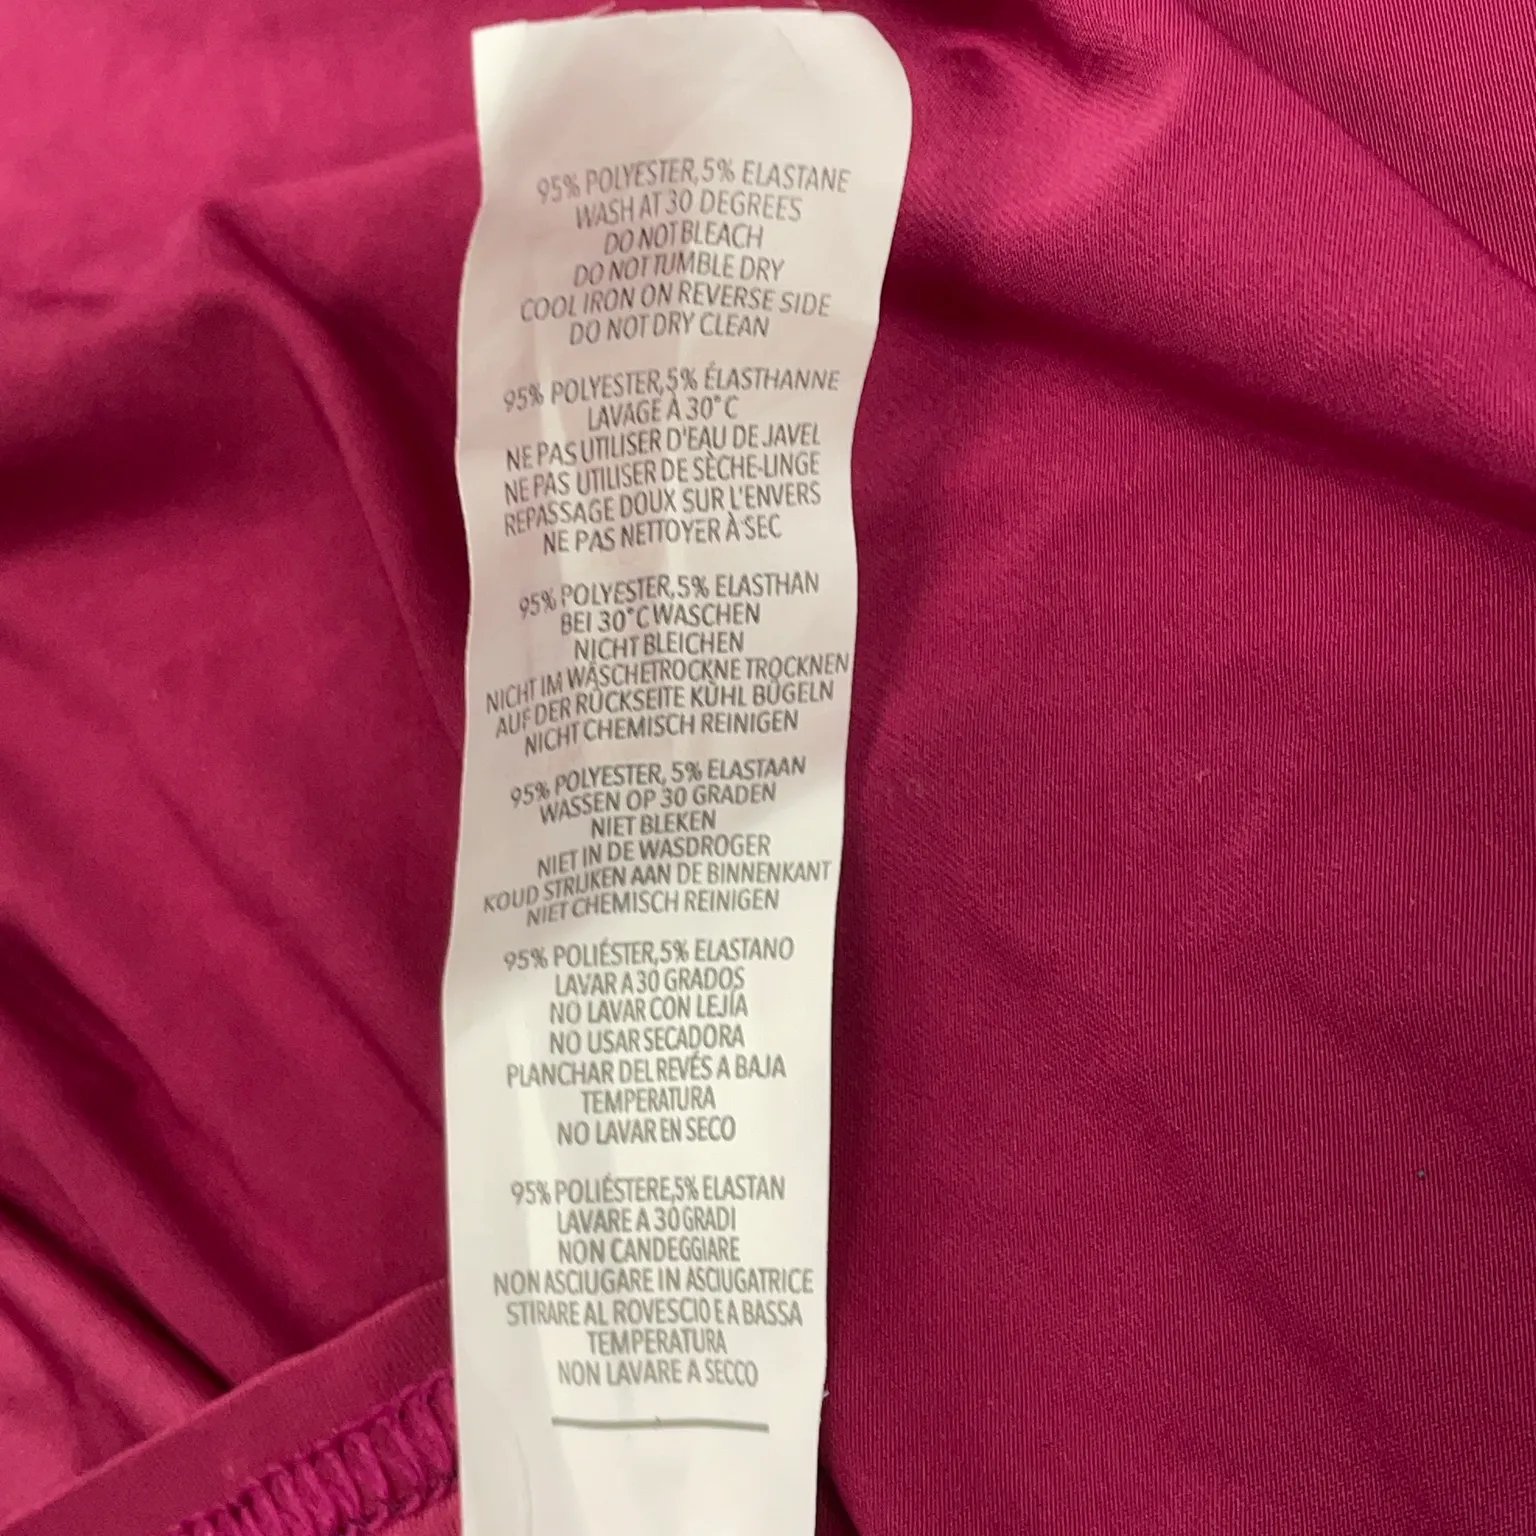 95% POLYESTER, 5% ELASTANE
WASH AT 30 DEGREES
DO NOT BLEACH
DO NOT TUMBLE DRY
COOL IRON ON REVERSE SIDE
DO NOT DRY CLEAN
95% POLYESTER, 5% ÉLASTHANNE
LAVAGE À 30°C
NE PAS UTILISER D'EAU DE JAVEL
NE PAS UTILISER DE SÈCHE-LINGE
REPASSAGE DOUX SUR L'ENVERS
NE PAS NETTOYER À SEC
95% POLYESTER, 5% ELASTHAN
BEI 30°C WASCHEN
NICHT BLEICHEN
NICHT IM WÄSCHETROCKNE TROCKNEN
AUF DER RÜCKSEITE KÜHL BÜGELN
NICHT CHEMISCH REINIGEN
95% POLYESTER, 5% ELASTAAN
WASSEN OP 30 GRADEN
NIET BLEKEN
NIET IN DE WASDROGER
KOUD STRIJKEN AAN DE BINNENKANT
NIET CHEMISCH REINIGEN
95% POLIÉSTER, 5% ELASTANO
LAVAR A 30 GRADOS
NO LAVAR CON LEJÍA
NO USAR SECADORA
PLANCHAR DEL REVÉS A BAJA
TEMPERATURA
NO LAVAR EN SECO
95% POLIÉSTERE, 5% ELASTAN
LAVARE A 30 GRADI
NON CANDEGGIARE
NON ASCIUGARE IN ASCIUGATRICE
STIRARE AL ROVESCIO E A BASSA
TEMPERATURA
NON LAVARE A SECCO